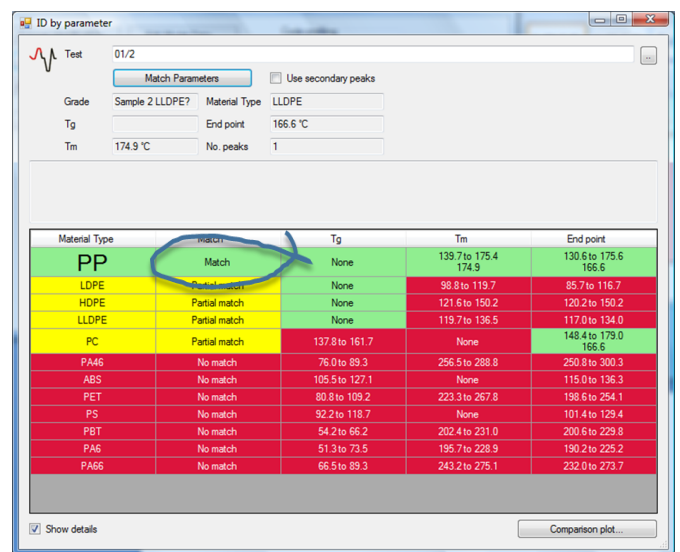 ID by parameter
Test 01/2 ..
Match Parameters Use secondary peaks
Grade Sample 2 LLDPE? Material Type LLDPE
Tg End point 166.6 °C
Tm 174.9 °C No. peaks 1
Material Type Match Tg Tm End point
PP Match None 139.7 to 175.4 130.6 to 175.6
174.9 166.6
LDPE Partial match None 98.8 to 119.7 85.7 to 116.7
HDPE Partial match None 121.6 to 150.2 120.2 to 150.2
LLDPE Partial match None 119.7 to 136.5 117.0 to 134.0
PC Partial match 137.8 to 161.7 None 148.4 to 179.0
166.6
PA46 No match 76.0 to 89.3 256.5 to 288.8 250.8 to 300.3
ABS No match 105.5 to 127.1 None 115.0 to 136.3
PET No match 80.8 to 109.2 223.3 to 267.8 198.6 to 254.1
PS No match 92.2 to 118.7 None 101.4 to 129.4
PBT No match 54.2 to 66.2 202.4 to 231.0 200.6 to 229.8
PA6 No match 51.3 to 73.5 195.7 to 228.9 190.2 to 225.2
PA66 No match 66.5 to 89.3 243.2 to 275.1 232.0 to 273.7
Show details Comparison plot...